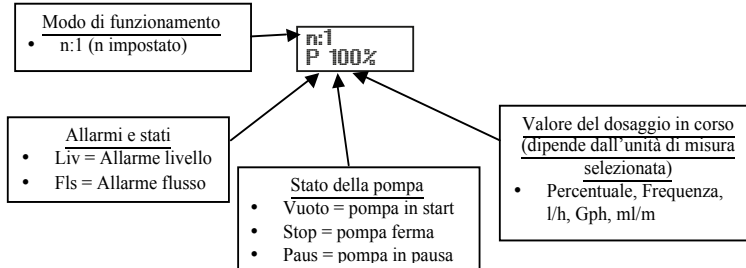 Modo di funzionamento
• n:1 (n impostato)
n:1
P 100%
Allarmi e stati
• Liv = Allarme livello
• Fls = Allarme flusso
Stato della pompa
• Vuoto = pompa in start
• Stop = pompa ferma
• Paus = pompa in pausa
Valore del dosaggio in corso
(dipende dall'unità di misura
selezionata)
• Percentuale, Frequenza,
l/h, Gph, ml/m